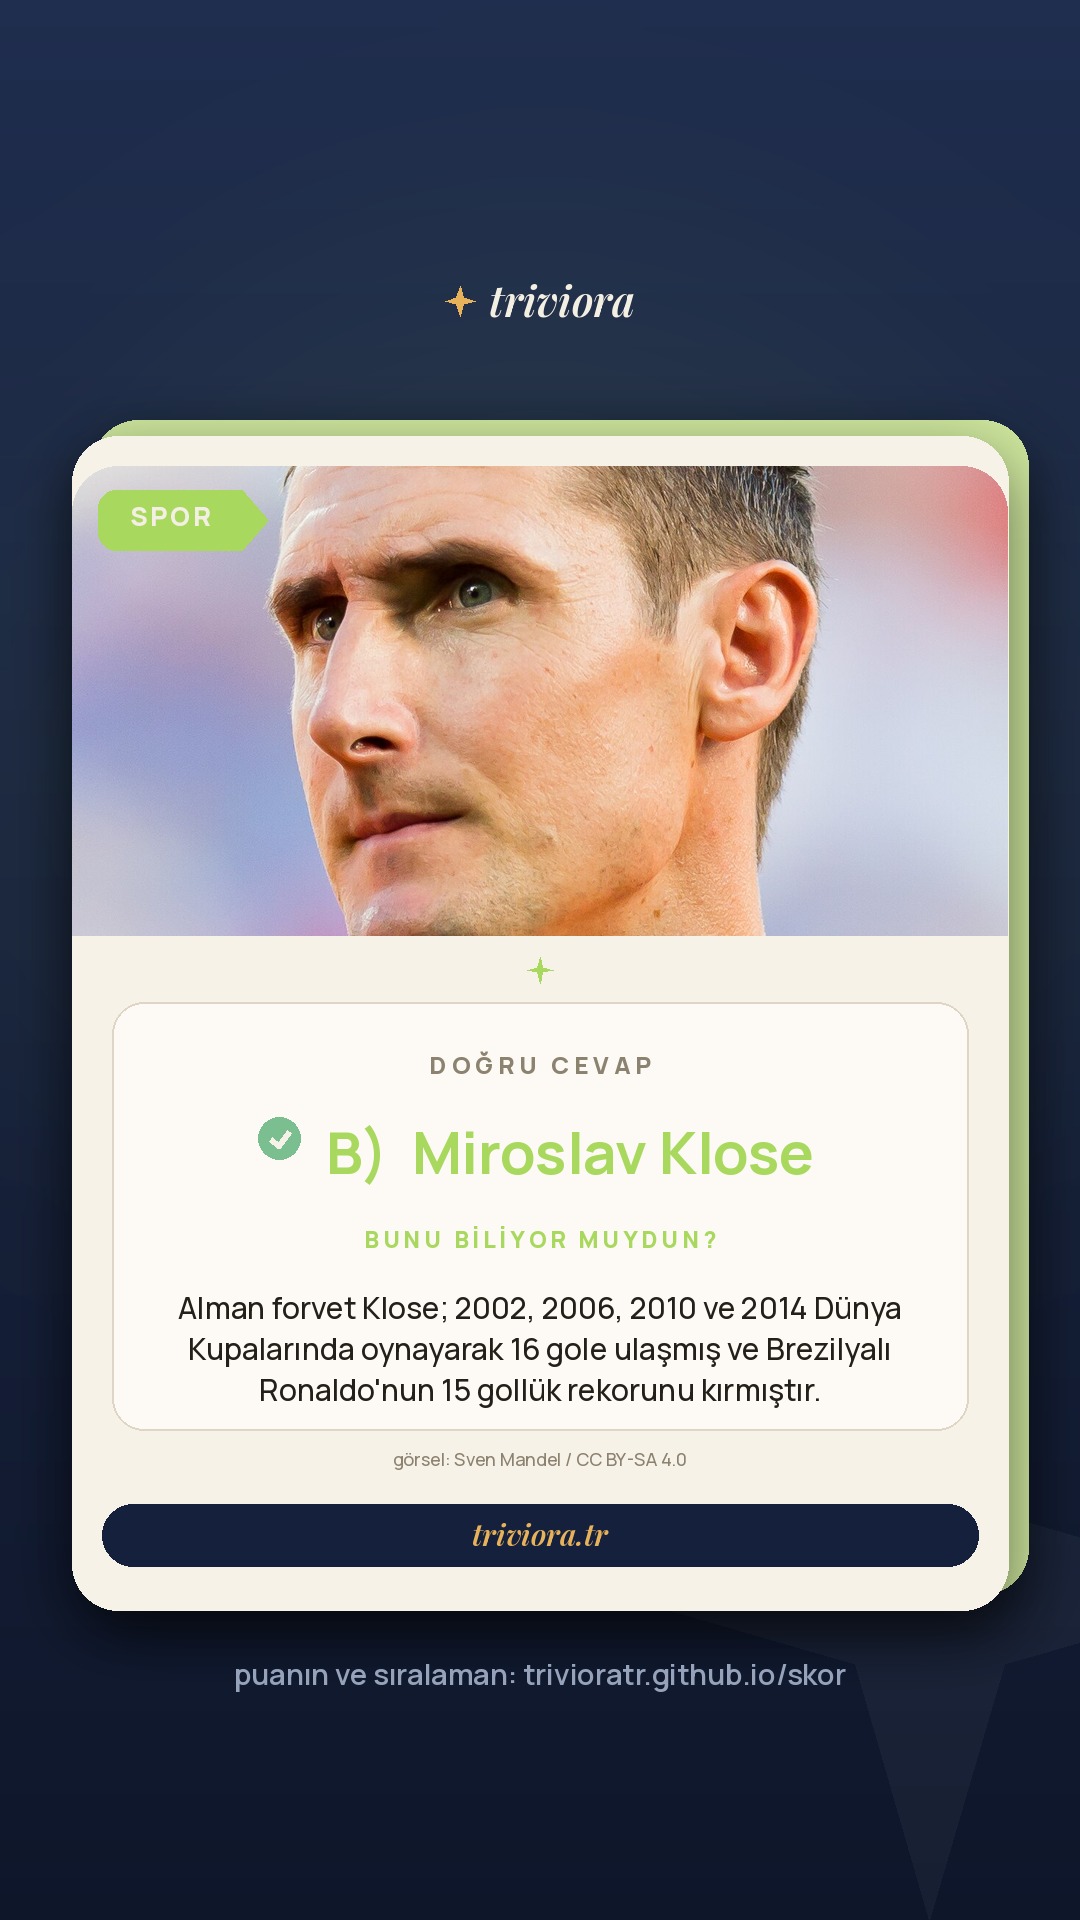 triviora
SPOR
DOĞRU CEVAP
B) Miroslav Klose
BUNU BİLİYOR MUYDUN?
Alman forvet Klose; 2002, 2006, 2010 ve 2014 Dünya
Kupalarında oynayarak 16 gole ulaşmış ve Brezilyalı
Ronaldo'nun 15 gollük rekorunu kırmıştır.
görsel: Sven Mandel / CC BY-SA 4.0
triviora.tr
puanın ve sıralaman: trivioratr.github.io/skor